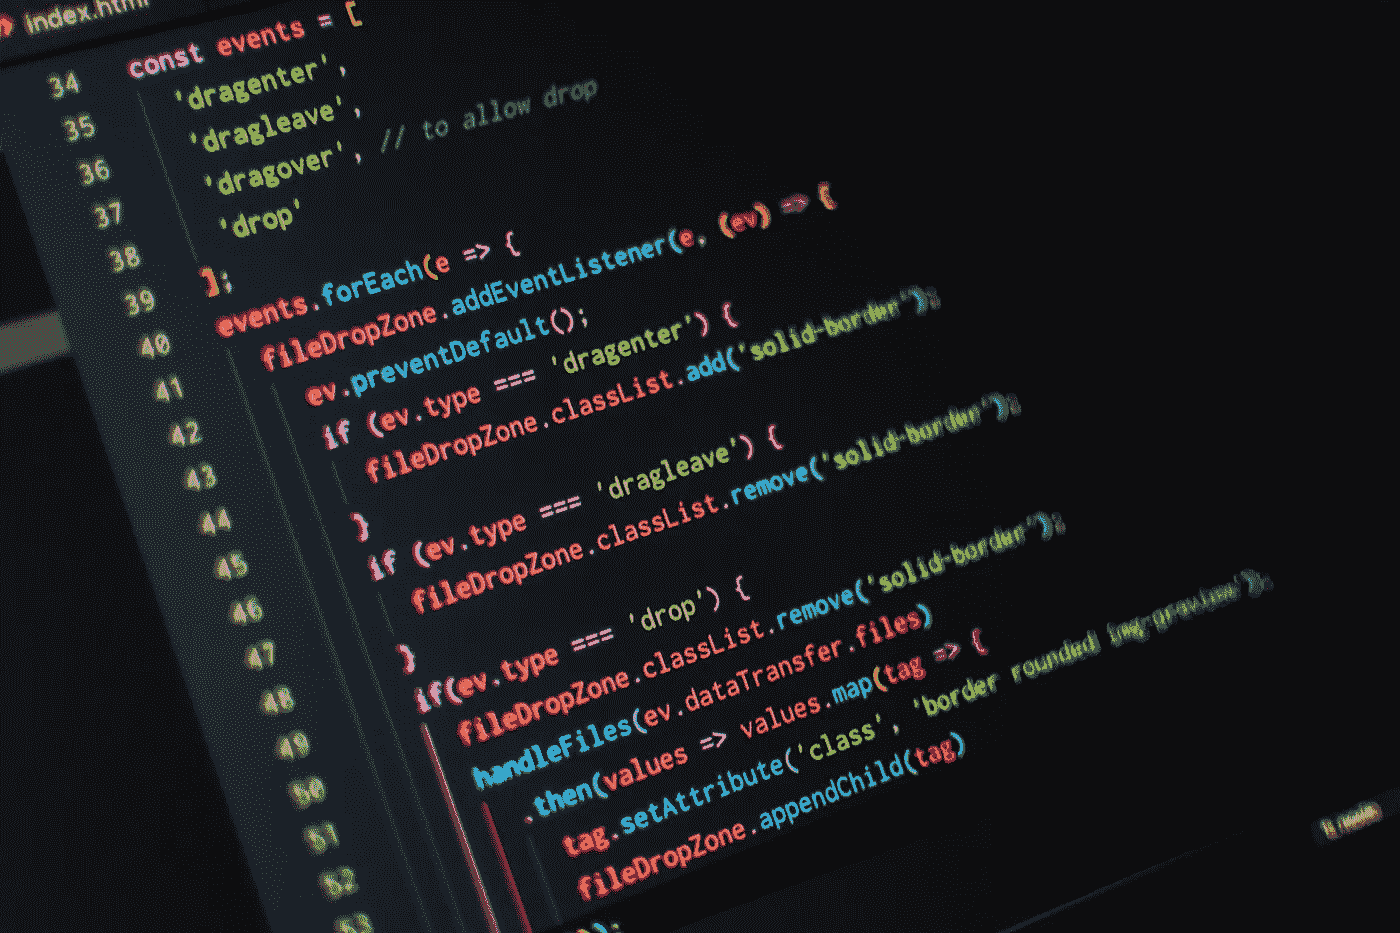 index.html
34 const events = [
35 'dragenter',
36 'dragleave',
37 'dragover', // to allow drop
38 'drop'
39 ];
40 events.forEach(e => {
41 fileDropZone.addEventListener(e, (ev) => {
42 ev.preventDefault();
43 if (ev.type === 'dragenter') {
44 fileDropZone.classList.add('solid-border');
45 }
46 if (ev.type === 'dragleave') {
47 fileDropZone.classList.remove('solid-border');
48 }
49 if(ev.type === 'drop') {
50 fileDropZone.classList.remove('solid-border');
51 handleFiles(ev.dataTransfer.files)
52 .then(values => values.map(tag => {
53 tag.setAttribute('class', 'border rounded img-preview');
fileDropZone.appendChild(tag)
});